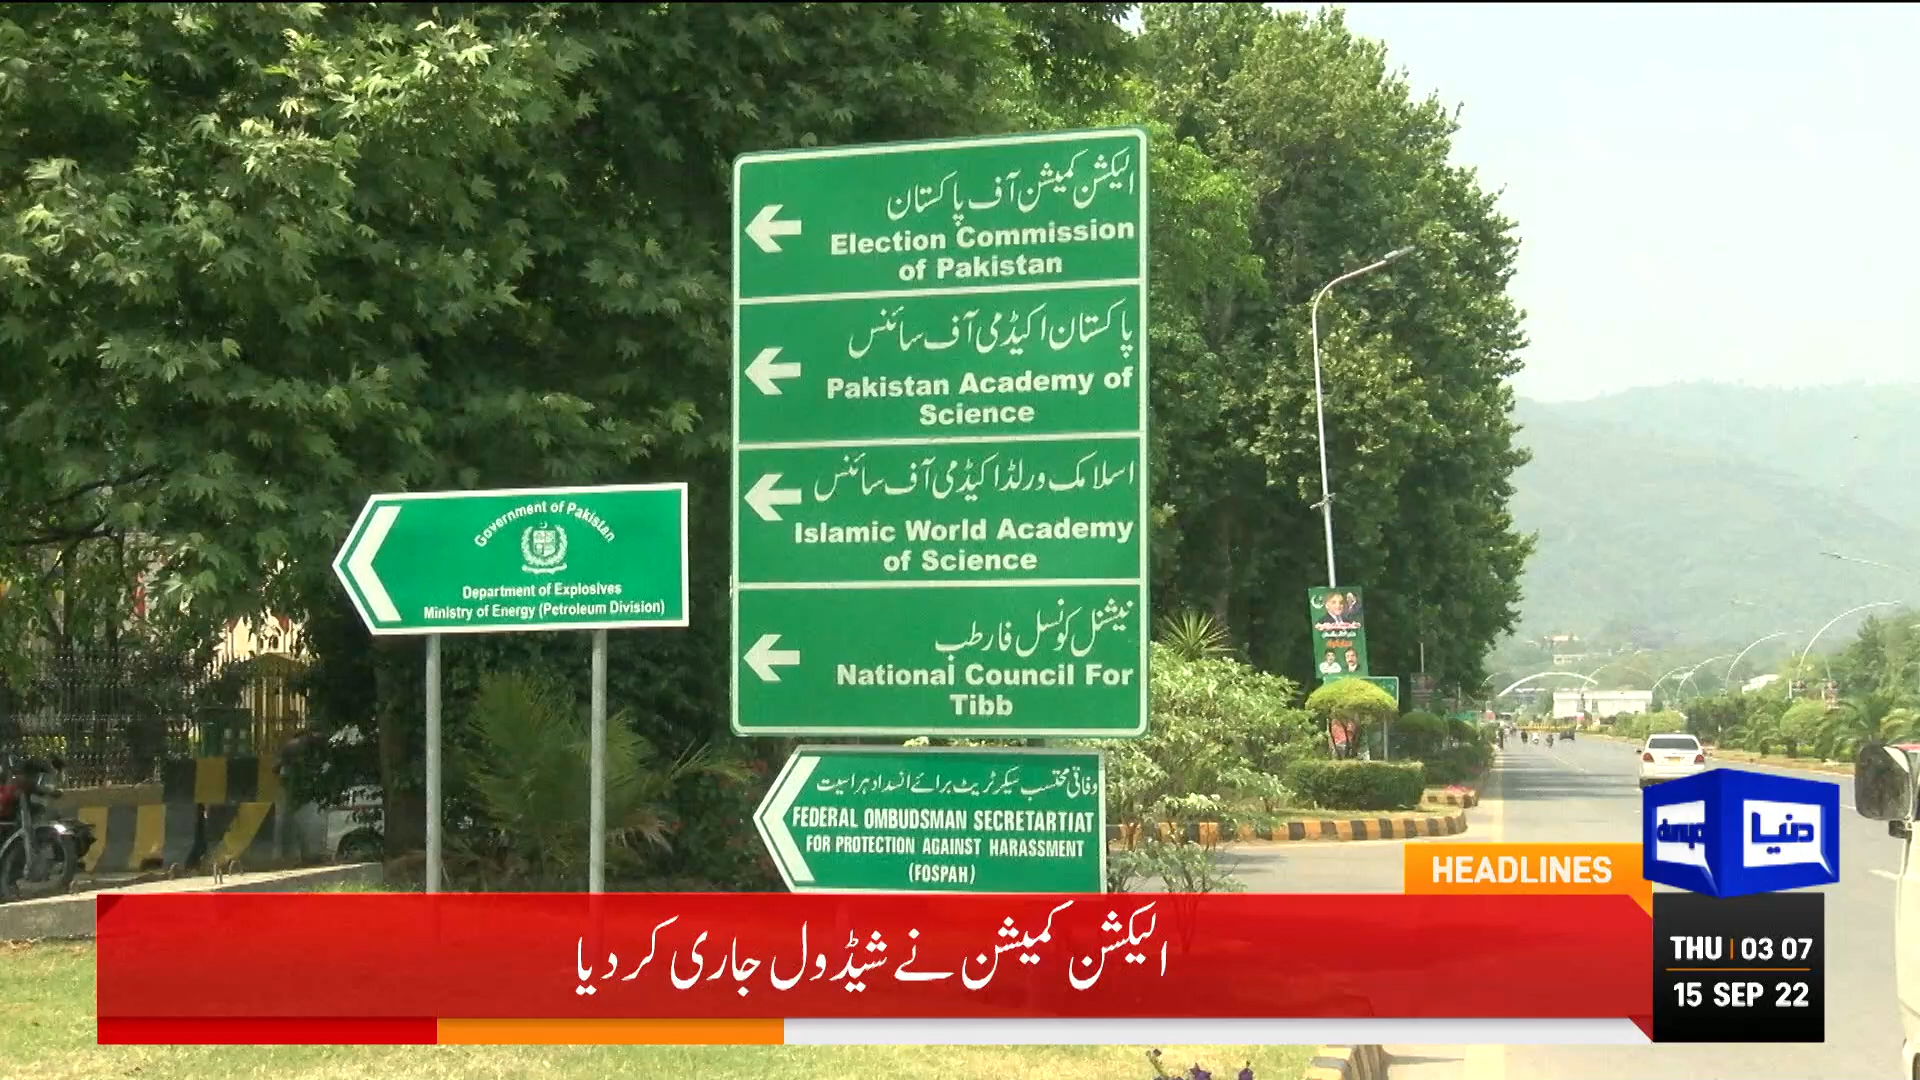 الیکشن کمیشن آف پاکستان
Election Commission
of Pakistan
پاکستان اکیڈمی آف سائنس
Pakistan Academy of
Science
اسلامک ورلڈ اکیڈمی آف سائنس
Islamic World Academy
of Science
نیشنل کونسل فار طب
National Council For
Tibb
Government of Pakistan
Department of Explosives
Ministry of Energy (Petroleum Division)
وفاقی محتسب سیکرٹریٹ برائے انسداد ہراسیت
FEDERAL OMBUDSMAN SECRETARTIAT
FOR PROTECTION AGAINST HARASSMENT
(FOSPAH)
دنیا
HEADLINES
الیکشن کمیشن نے شیڈول جاری کر دیا
THU | 03 07
15 SEP 22